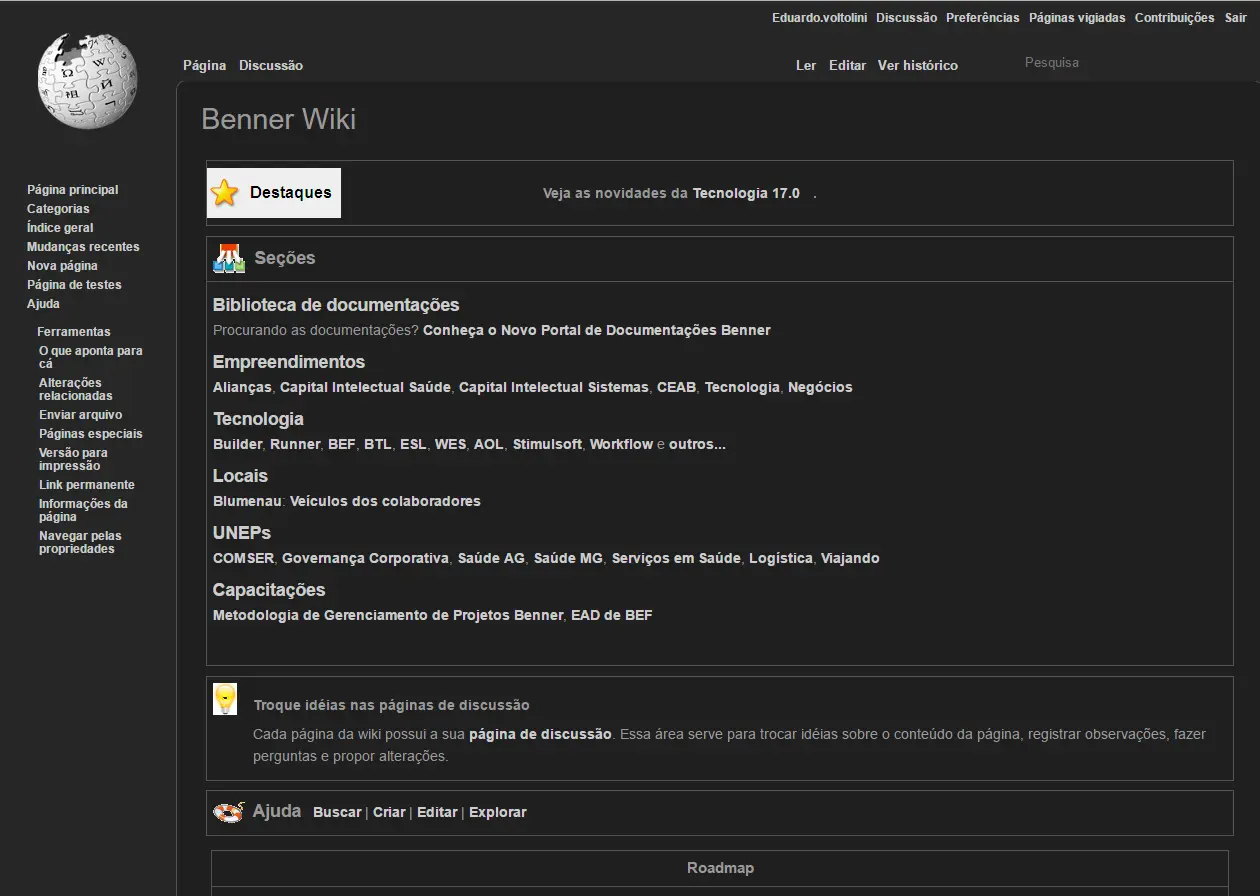 Eduardo.voltolini Discussão Preferências Páginas vigiadas Contribuições Sair
Página Discussão Ler Editar Ver histórico Pesquisa
Benner Wiki
Página principal
Categorias
Índice geral
Mudanças recentes
Nova página
Página de testes
Ajuda
Ferramentas
O que aponta para
cá
Alterações
relacionadas
Enviar arquivo
Páginas especiais
Versão para
impressão
Link permanente
Informações da
página
Navegar pelas
propriedades
Destaques
Veja as novidades da Tecnologia 17.0 .
Seções
Biblioteca de documentações
Procurando as documentações? Conheça o Novo Portal de Documentações Benner
Empreendimentos
Alianças, Capital Intelectual Saúde, Capital Intelectual Sistemas, CEAB, Tecnologia, Negócios
Tecnologia
Builder, Runner, BEF, BTL, ESL, WES, AOL, Stimulsoft, Workflow e outros...
Locais
Blumenau: Veículos dos colaboradores
UNEPs
COMSER, Governança Corporativa, Saúde AG, Saúde MG, Serviços em Saúde, Logística, Viajando
Capacitações
Metodologia de Gerenciamento de Projetos Benner, EAD de BEF
Troque idéias nas páginas de discussão
Cada página da wiki possui a sua página de discussão. Essa área serve para trocar idéias sobre o conteúdo da página, registrar observações, fazer
perguntas e propor alterações.
Ajuda Buscar | Criar | Editar | Explorar
Roadmap